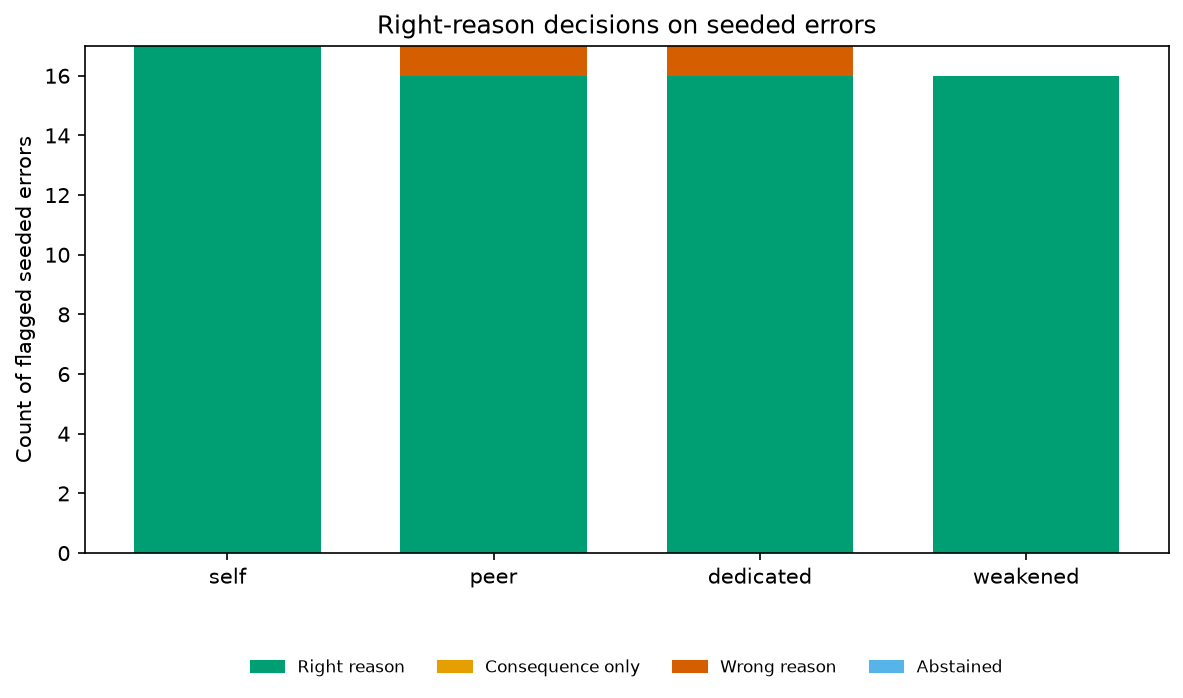 Right-reason decisions on seeded errors
Count of flagged seeded errors
16
14
12
10
8
6
4
2
0
self peer dedicated weakened
Right reason Consequence only Wrong reason Abstained